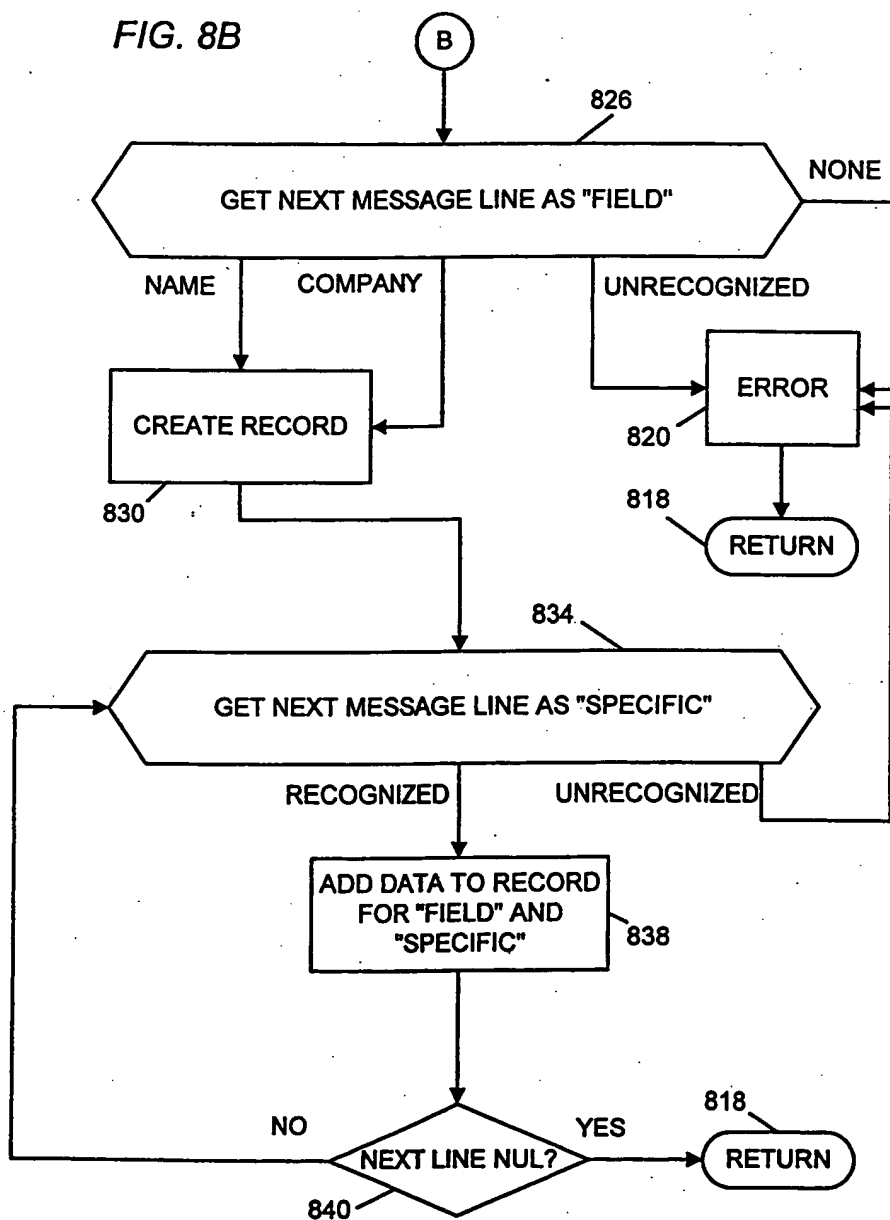 FIG. 8B
B
826
GET NEXT MESSAGE LINE AS "FIELD"
NONE
NAME
COMPANY
UNRECOGNIZED
CREATE RECORD
830
ERROR
820
818
RETURN
834
GET NEXT MESSAGE LINE AS "SPECIFIC"
RECOGNIZED
UNRECOGNIZED
ADD DATA TO RECORD
FOR "FIELD" AND
"SPECIFIC"
838
NO
NEXT LINE NUL?
YES
840
818
RETURN